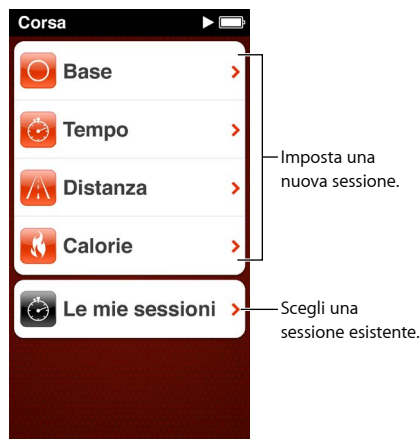 Corsa
Base
Tempo
Distanza
Calorie
Le mie sessioni
Imposta una
nuova sessione.
Scegli una
sessione esistente.